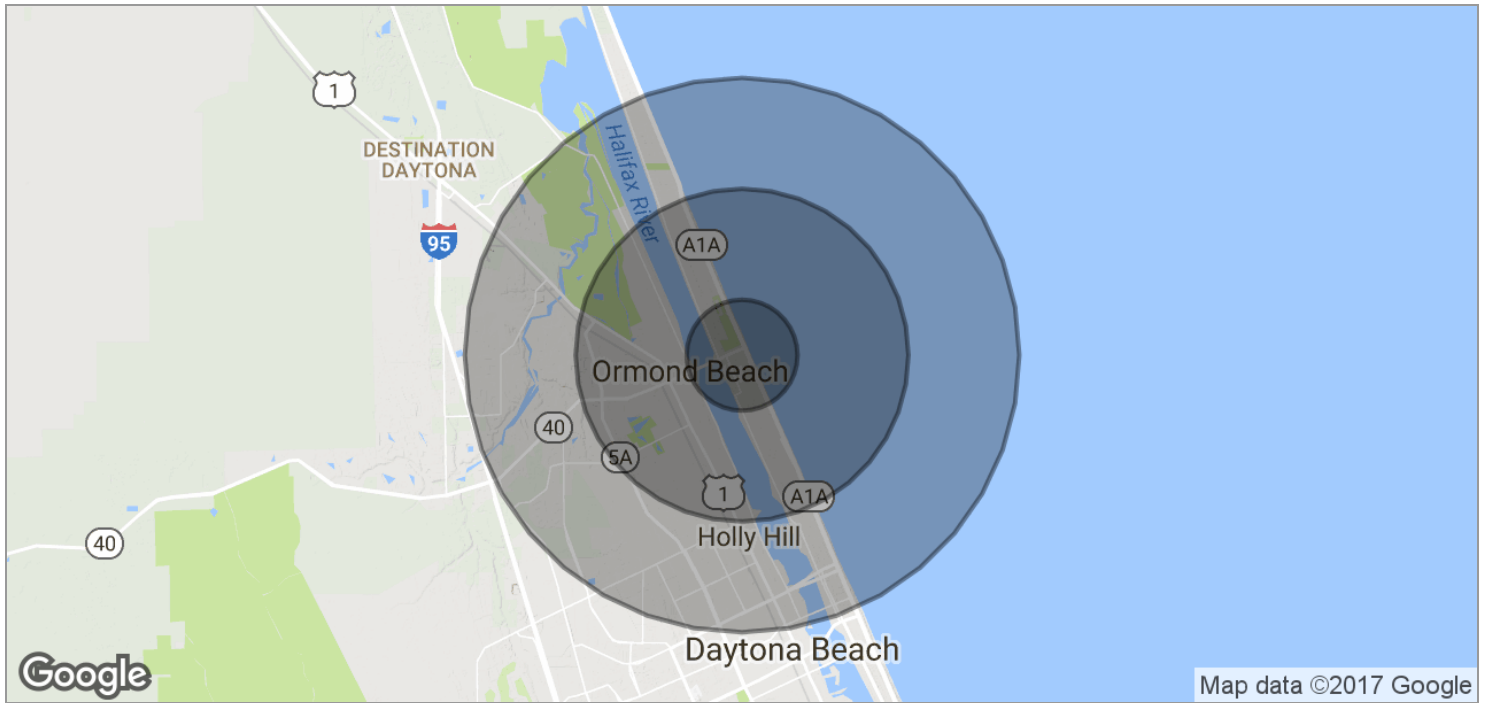 1
DESTINATION
DAYTONA
Halifax River
95
A1A
Ormond Beach
40
5A
1
A1A
Holly Hill
40
Daytona Beach
Google
Map data ©2017 Google